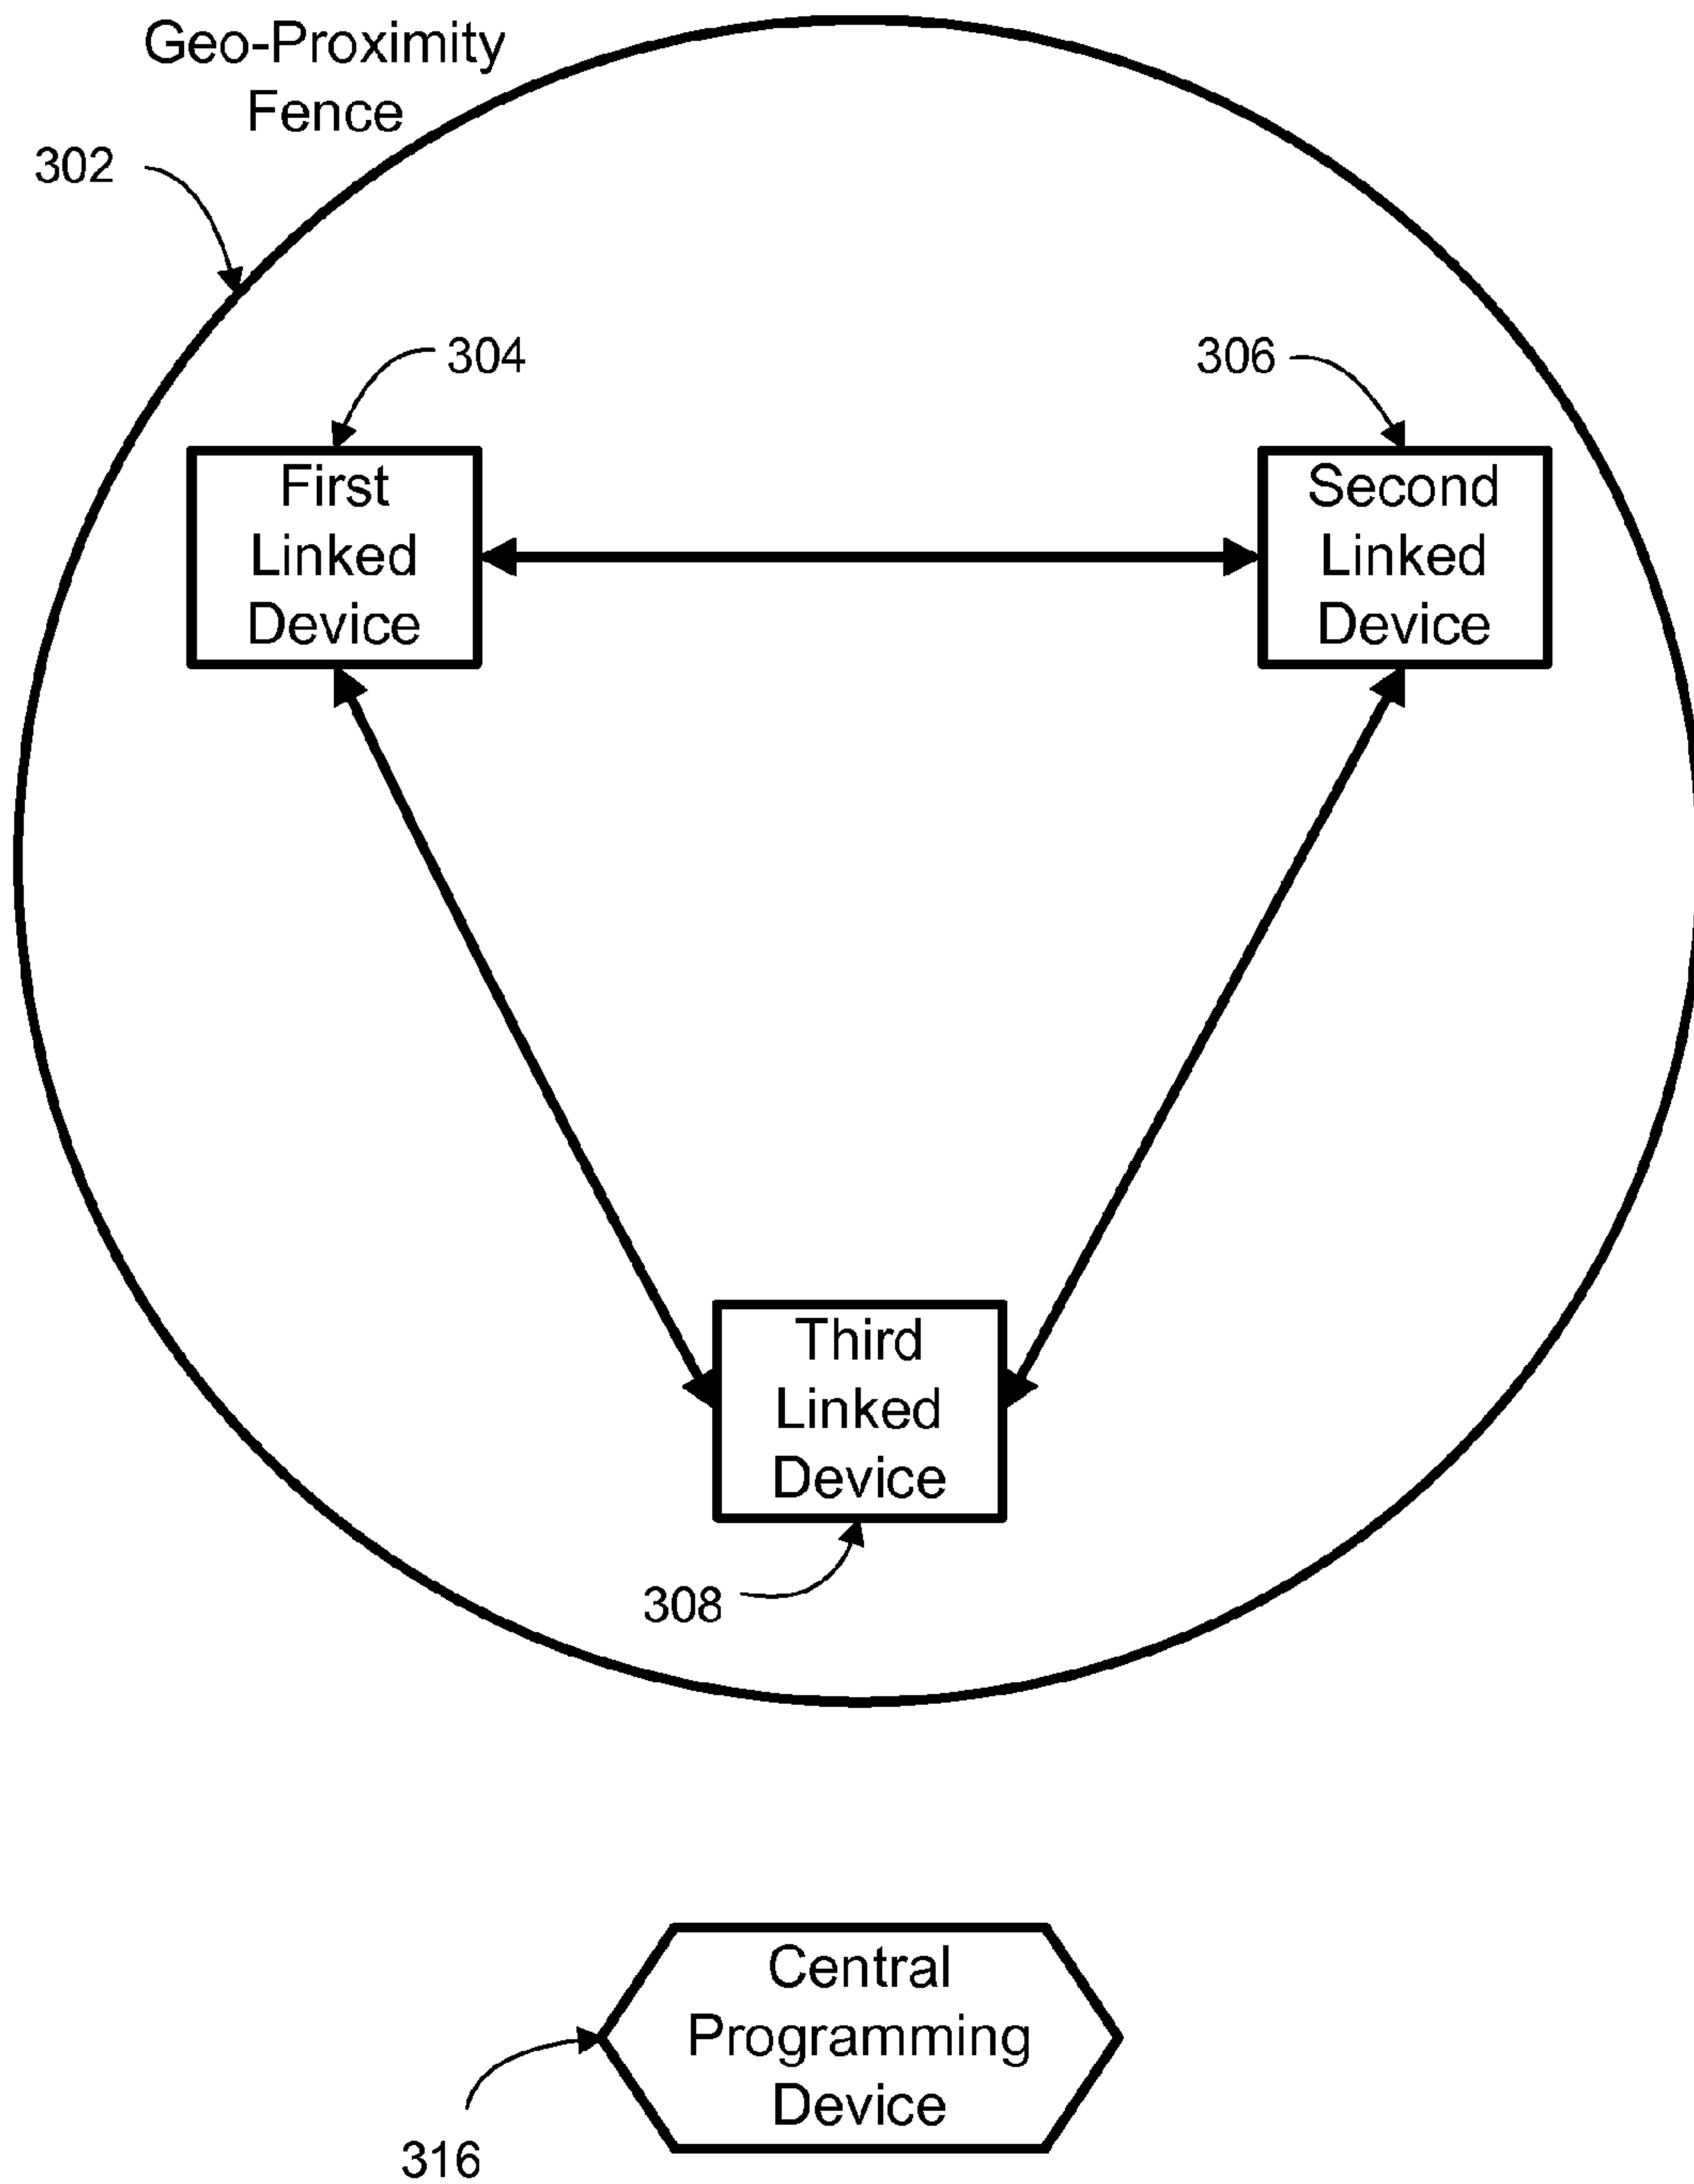 Geo-Proximity
Fence
302
304
306
First
Linked
Device
Second
Linked
Device
Third
Linked
Device
308
Central
Programming
Device
316